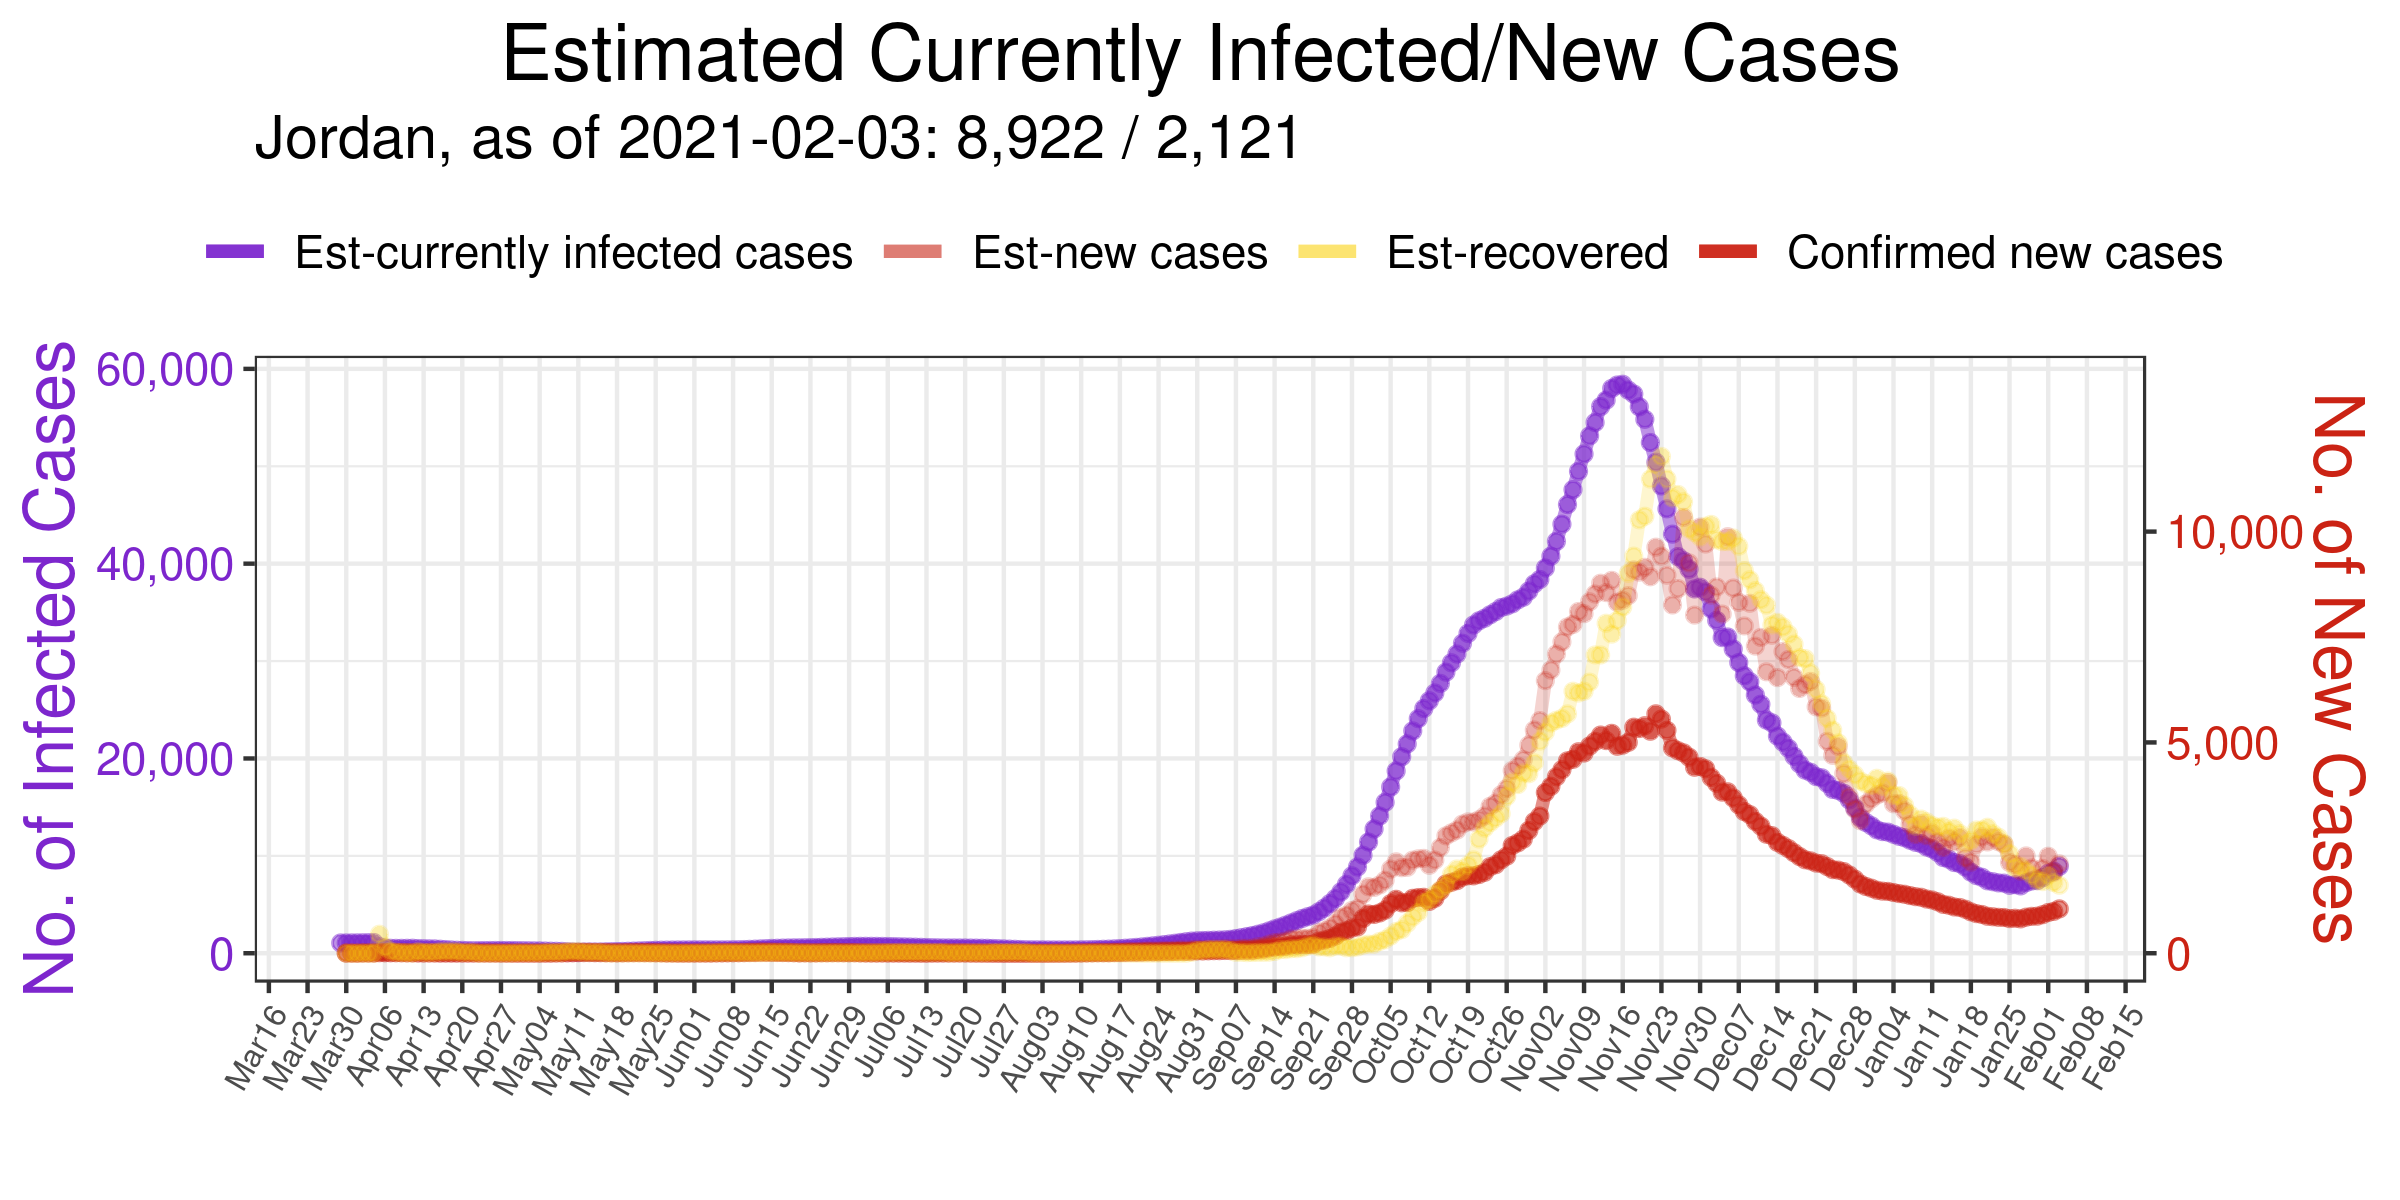 Estimated Currently Infected/New Cases
Jordan, as of 2021-02-03: 8,922 / 2,121
Est-currently infected cases Est-new cases Est-recovered Confirmed new cases
No. of Infected Cases
60,000
40,000
20,000
0
No. of New Cases
10,000
5,000
0
Mar16 Mar23 Mar30 Apr06 Apr13 Apr20 Apr27 May04 May11 May18 May25 Jun01 Jun08 Jun15 Jun22 Jun29 Jul06 Jul13 Jul20 Jul27 Aug03 Aug10 Aug17 Aug24 Aug31 Sep07 Sep14 Sep21 Sep28 Oct05 Oct12 Oct19 Oct26 Nov02 Nov09 Nov16 Nov23 Nov30 Dec07 Dec14 Dec21 Dec28 Jan04 Jan11 Jan18 Jan25 Feb01 Feb08 Feb15